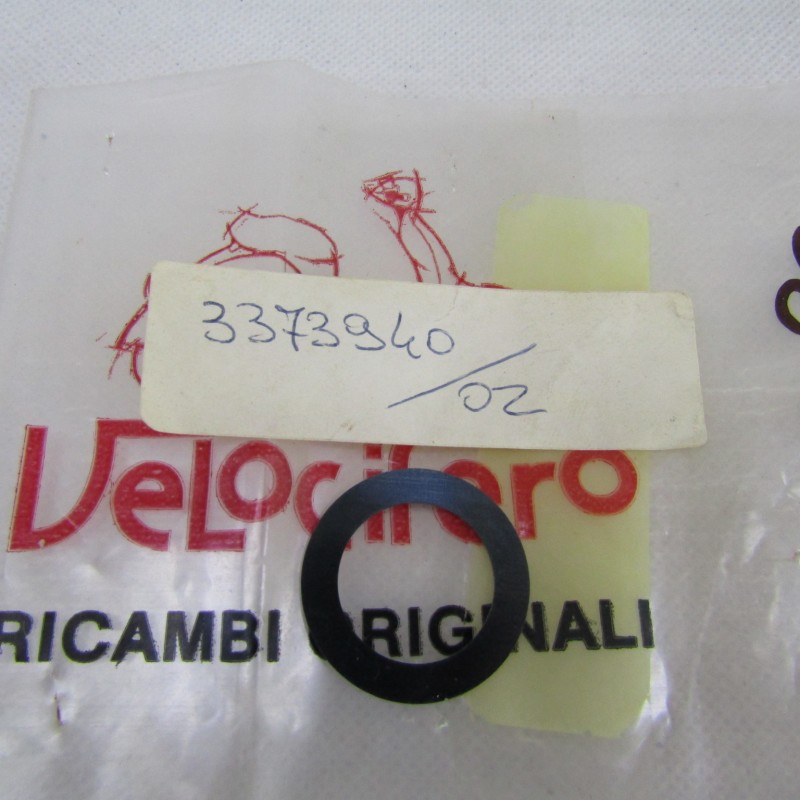 3373940
/02
Velocifero
RICAMBI ORIGINALI